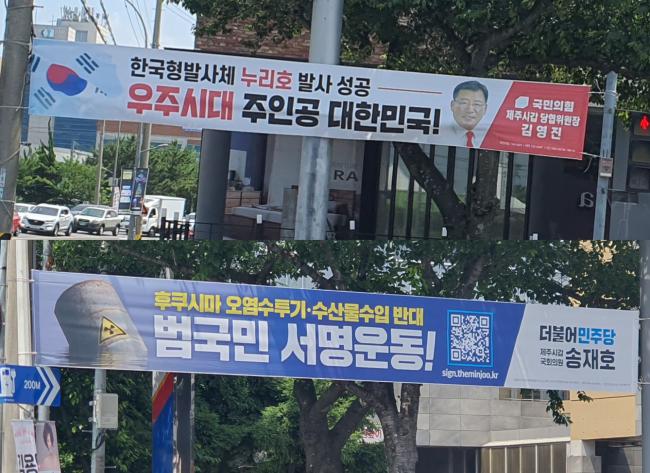 한국형발사체 누리호 발사 성공
우주시대 주인공 대한민국!
국민의힘
제주시갑 당협위원장
김영진
RA
후쿠시마 오염수투기·수산물수입 반대
범국민 서명운동!
sign.theminjoo.kr
더불어민주당
제주시갑
국회의원 송재호
200M